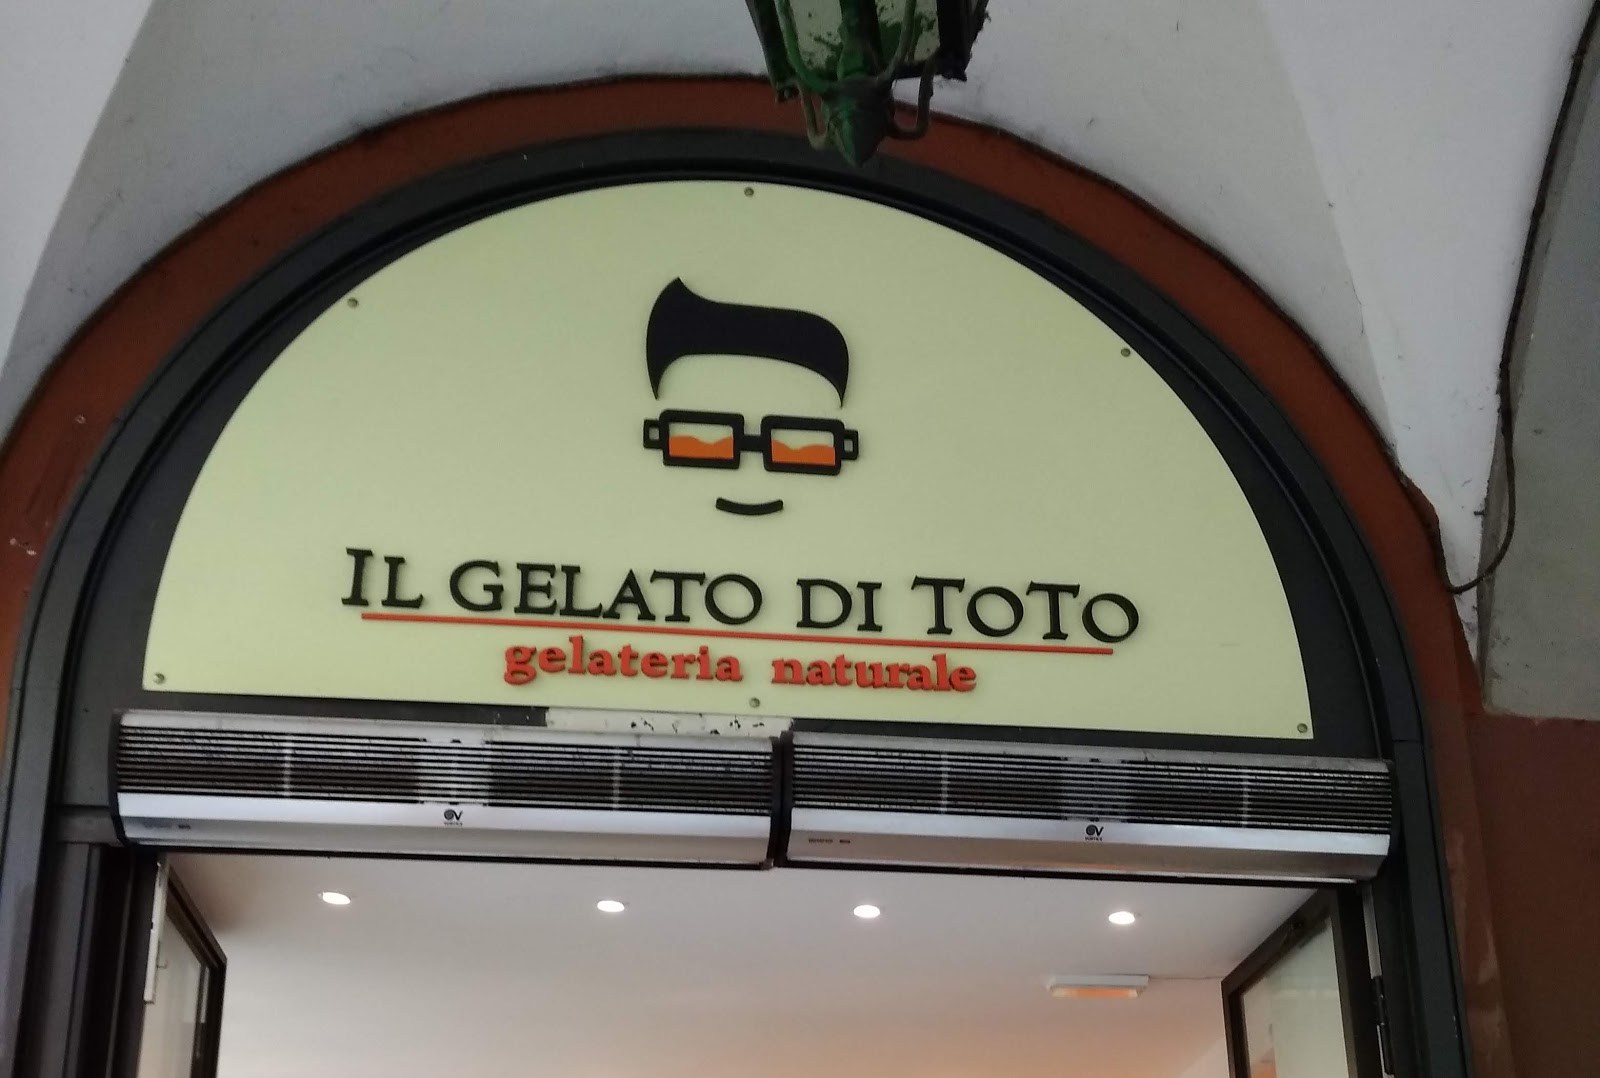 IL GELATO DI TOTO
gelateria naturale